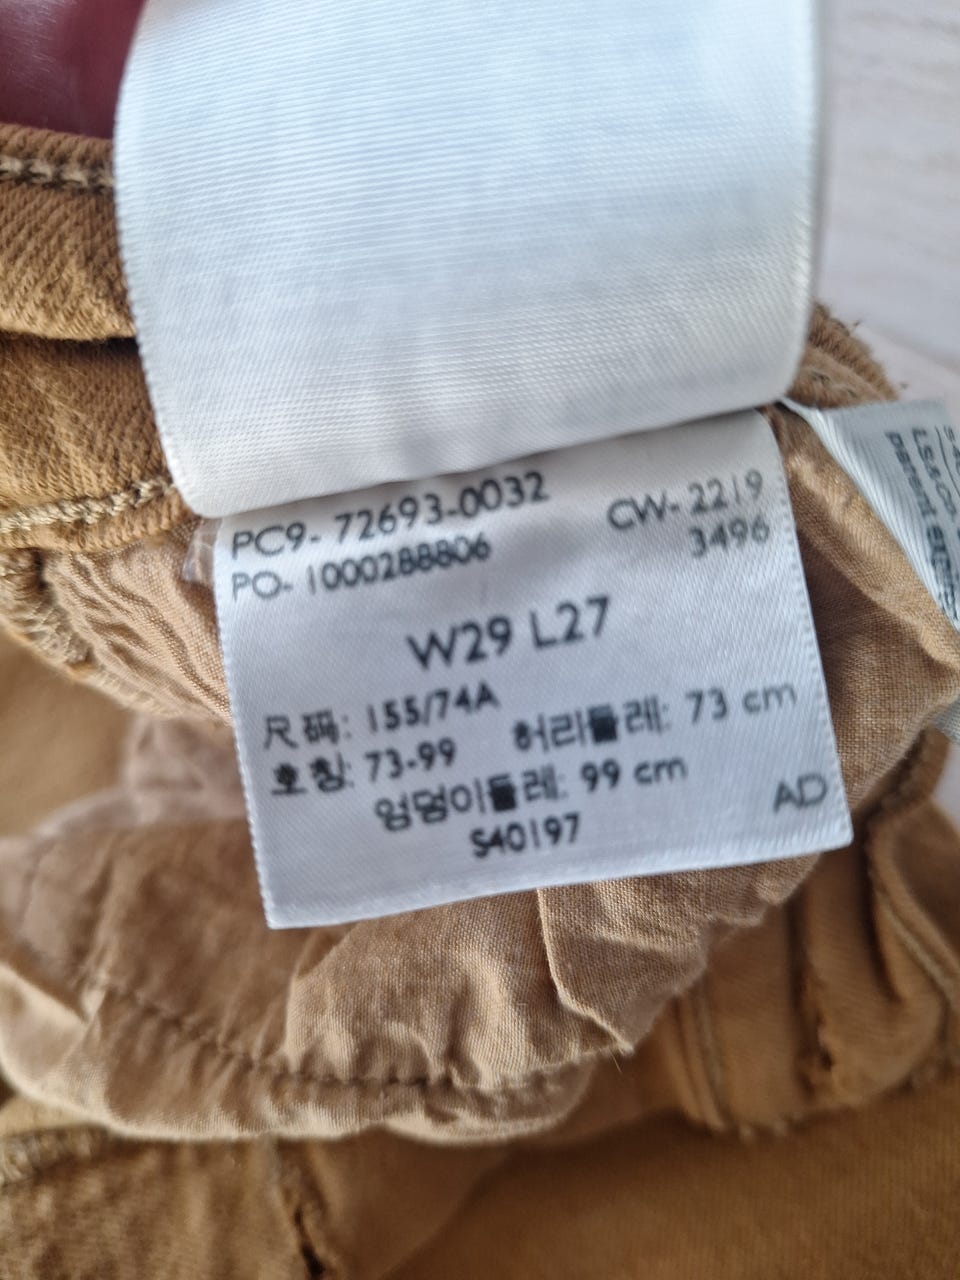 PC9- 72693-0032 CW- 2219
PO- 1000288806 3496
W29 L27
尺码: 155/74A
호칭: 73-99 허리둘레: 73 cm
엉덩이둘레: 99 cm AD
S40197